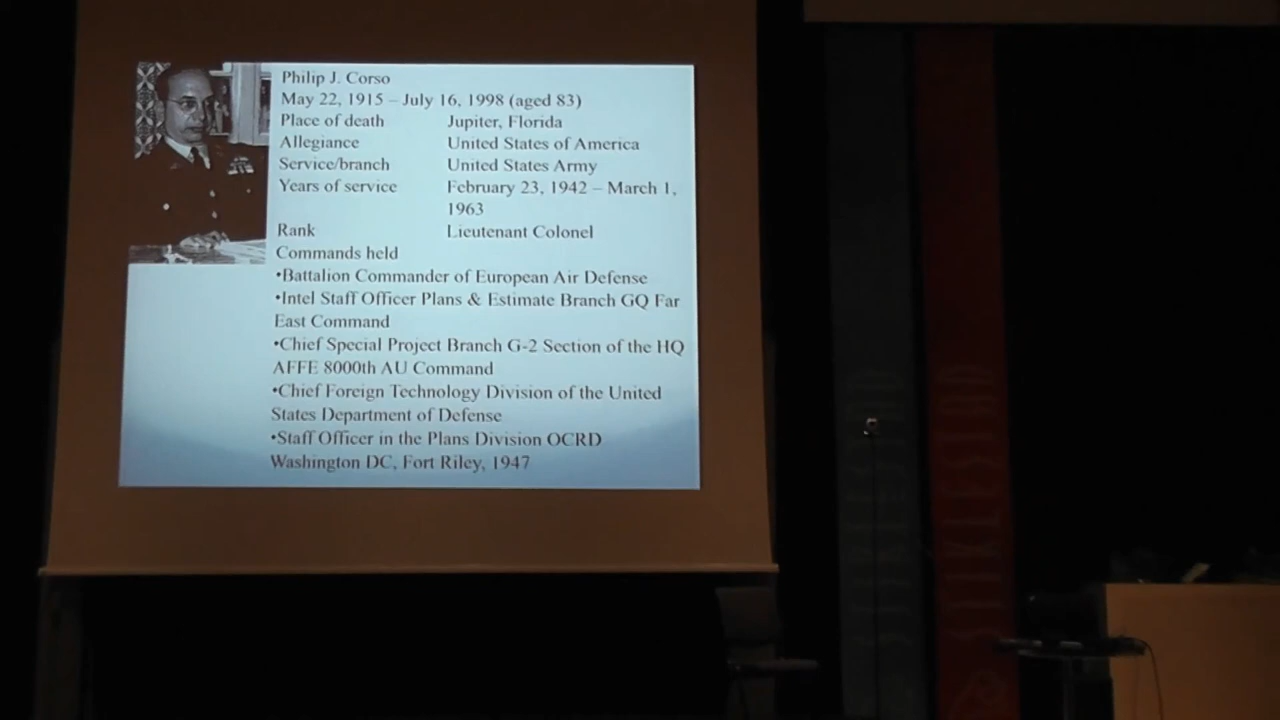 Philip J. Corso
May 22, 1915 – July 16, 1998 (aged 83)
Place of death Jupiter, Florida
Allegiance United States of America
Service/branch United States Army
Years of service February 23, 1942 – March 1,
1963
Rank Lieutenant Colonel
Commands held
•Battalion Commander of European Air Defense
•Intel Staff Officer Plans & Estimate Branch GQ Far
East Command
•Chief Special Project Branch G-2 Section of the HQ
AFFE 8000th AU Command
•Chief Foreign Technology Division of the United
States Department of Defense
•Staff Officer in the Plans Division OCRD
Washington DC, Fort Riley, 1947